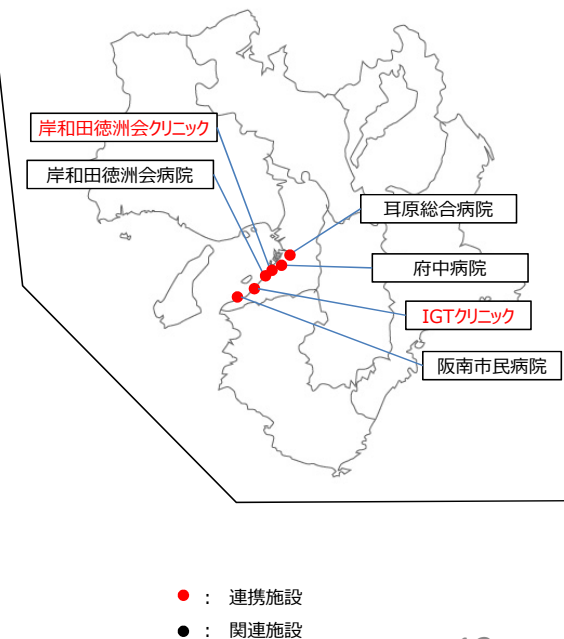 岸和田徳洲会クリニック
岸和田徳洲会病院
耳原総合病院
府中病院
IGTクリニック
阪南市民病院
● : 連携施設
● : 関連施設